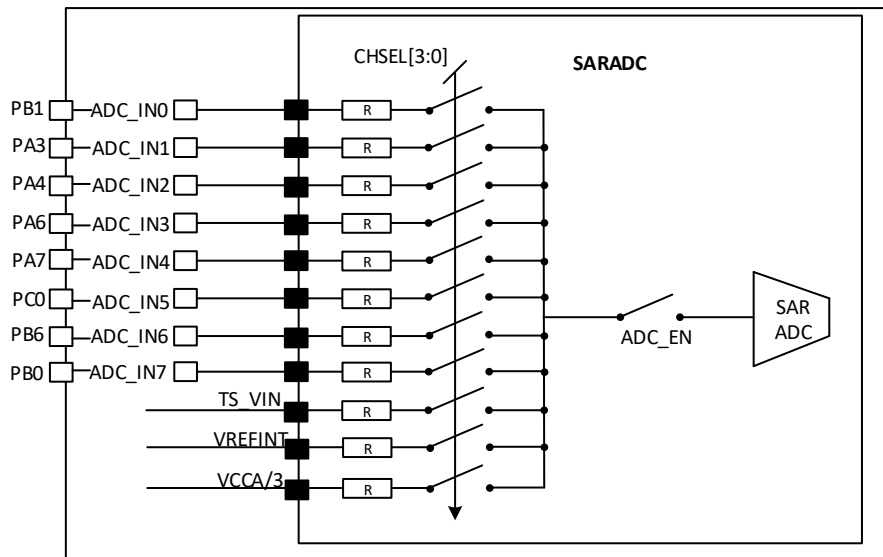 CHSEL[3:0]
SARADC
PB1 ADC_IN0 R
PA3 ADC_IN1 R
PA4 ADC_IN2 R
PA6 ADC_IN3 R
PA7 ADC_IN4 R
PC0 ADC_IN5 R
PB6 ADC_IN6 R
PB0 ADC_IN7 R
TS_VIN R
VREFINT R
VCCA/3 R
ADC_EN
SAR
ADC